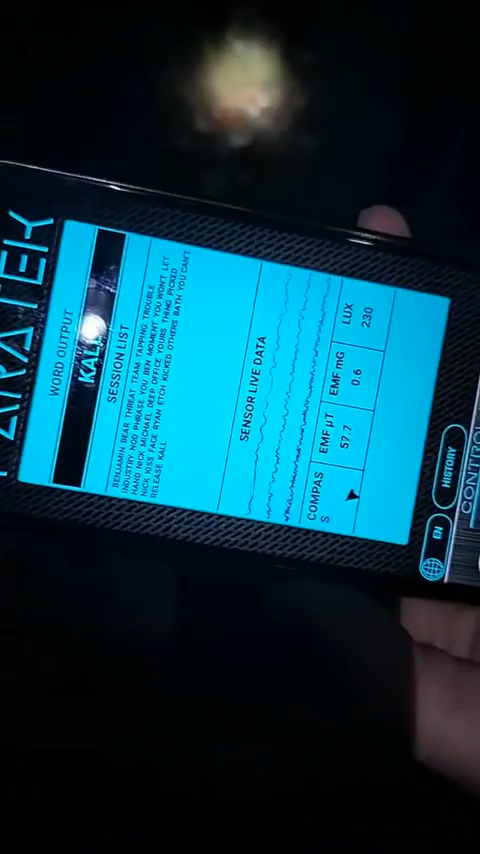 WORD OUTPUT
KALL
SESSION LIST
BENJAMIN BEAR THREAT TEAM TAPPING TROUBLE
INDUSTRY NOD PHRASE YOU BEN MOMENT YOU WON'T LET
HAND NICK MICHAEL DEEP OFFICE YOURS THING PICKED
NICK KISS FACE RYAN ETCH KICKED OTHERS BATH YOU CAN'T
RELEASE KALL
SENSOR LIVE DATA
COMPAS
S
EMF µT
57.7
EMF mG
0.6
LUX
230
EN
HISTORY